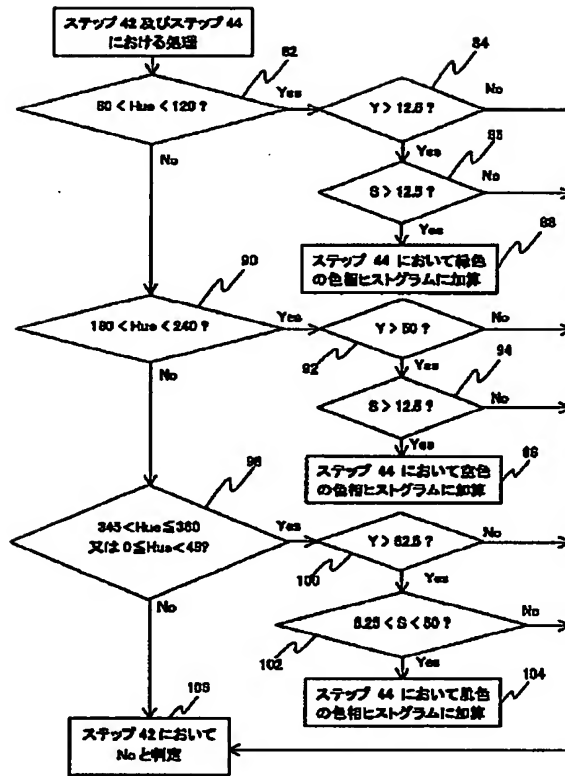 ステップ 42 及びステップ 44
における処理
82
60 < Hue < 120 ?
Yes
84
Y > 12.5 ?
No
Yes
No
S > 12.5 ?
No
Yes
88
ステップ 44 において緑色
の色相ヒストグラムに加算
90
180 < Hue < 240 ?
Yes
Y > 50 ?
No
92
Yes
94
No
S > 12.5 ?
No
Yes
ステップ 44 において空色
の色相ヒストグラムに加算
98
345<Hue≦360
又は 0≦Hue<45?
Yes
Y > 62.5 ?
No
100
Yes
No
6.25 < S < 50 ?
No
102
Yes
104
ステップ 44 において肌色
の色相ヒストグラムに加算
ステップ 42 において
No と判定